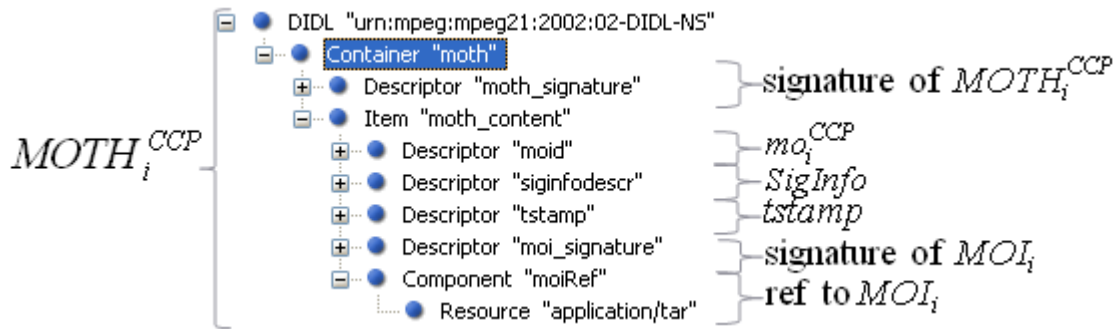 DIDL "urn:mpeg:mpeg21:2002:02-DIDL-NS"
Container "moth"
Descriptor "moth_signature"
signature of MOTH_i^CCP
Item "moth_content"
MOTH_i^CCP
Descriptor "moid"
mo_i^CCP
Descriptor "siginfodescr"
SigInfo
Descriptor "tstamp"
tstamp
Descriptor "moi_signature"
signature of MOI_i
Component "moiRef"
ref to MOI_i
Resource "application/tar"